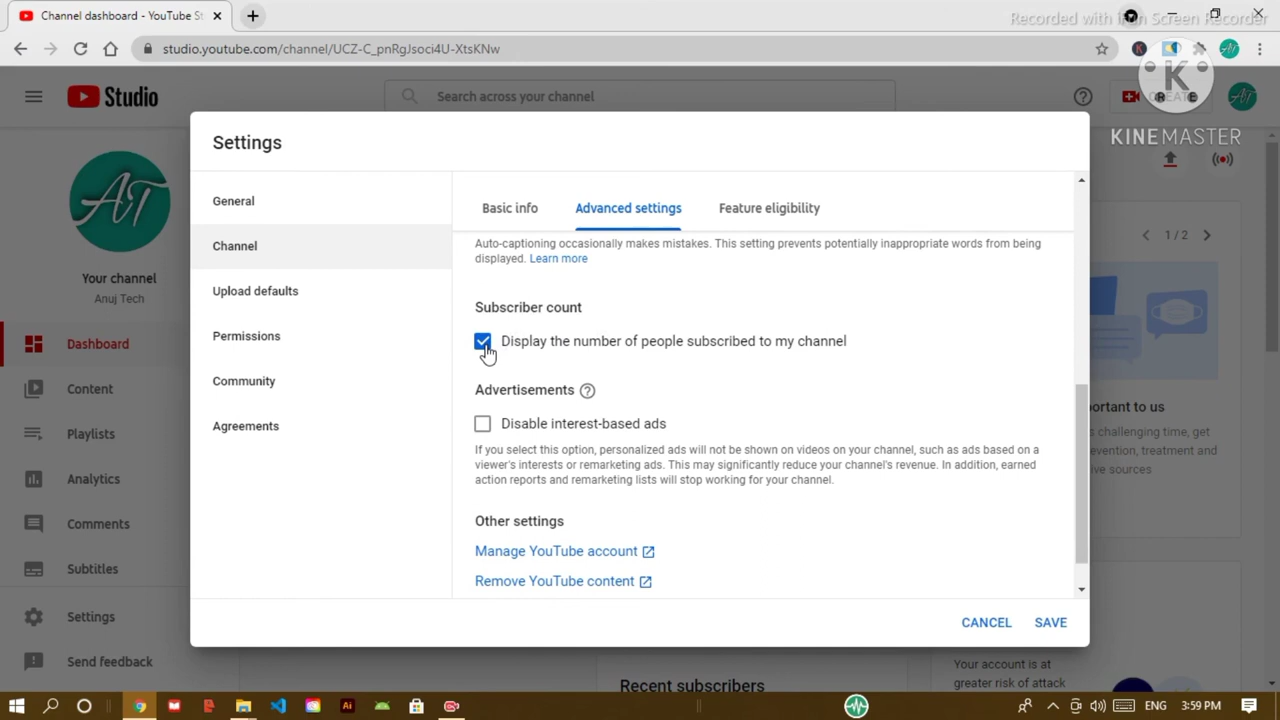 Channel dashboard - YouTube St
Recorded with Iron Screen Recorder
studio.youtube.com/channel/UCZ-C_pnRgJsoci4U-XtsKNw
Studio
Search across your channel
CREATE
AT
K
KINEMASTER
Settings
AT
Your channel
Anuj Tech
Dashboard
Content
Playlists
Analytics
Comments
Subtitles
Settings
Send feedback
General
Channel
Upload defaults
Permissions
Community
Agreements
Basic info
Advanced settings
Feature eligibility
Auto-captioning occasionally makes mistakes. This setting prevents potentially inappropriate words from being
displayed. Learn more
Subscriber count
Display the number of people subscribed to my channel
Advertisements
Disable interest-based ads
If you select this option, personalized ads will not be shown on videos on your channel, such as ads based on a
viewer's interests or remarketing ads. This may significantly reduce your channel's revenue. In addition, earned
action reports and remarketing lists will stop working for your channel.
Other settings
Manage YouTube account
Remove YouTube content
CANCEL
SAVE
1 / 2
ortant to us
s challenging time, get
evention, treatment and
ive sources
Recent subscribers
Your account is at
greater risk of attack
ENG
3:59 PM